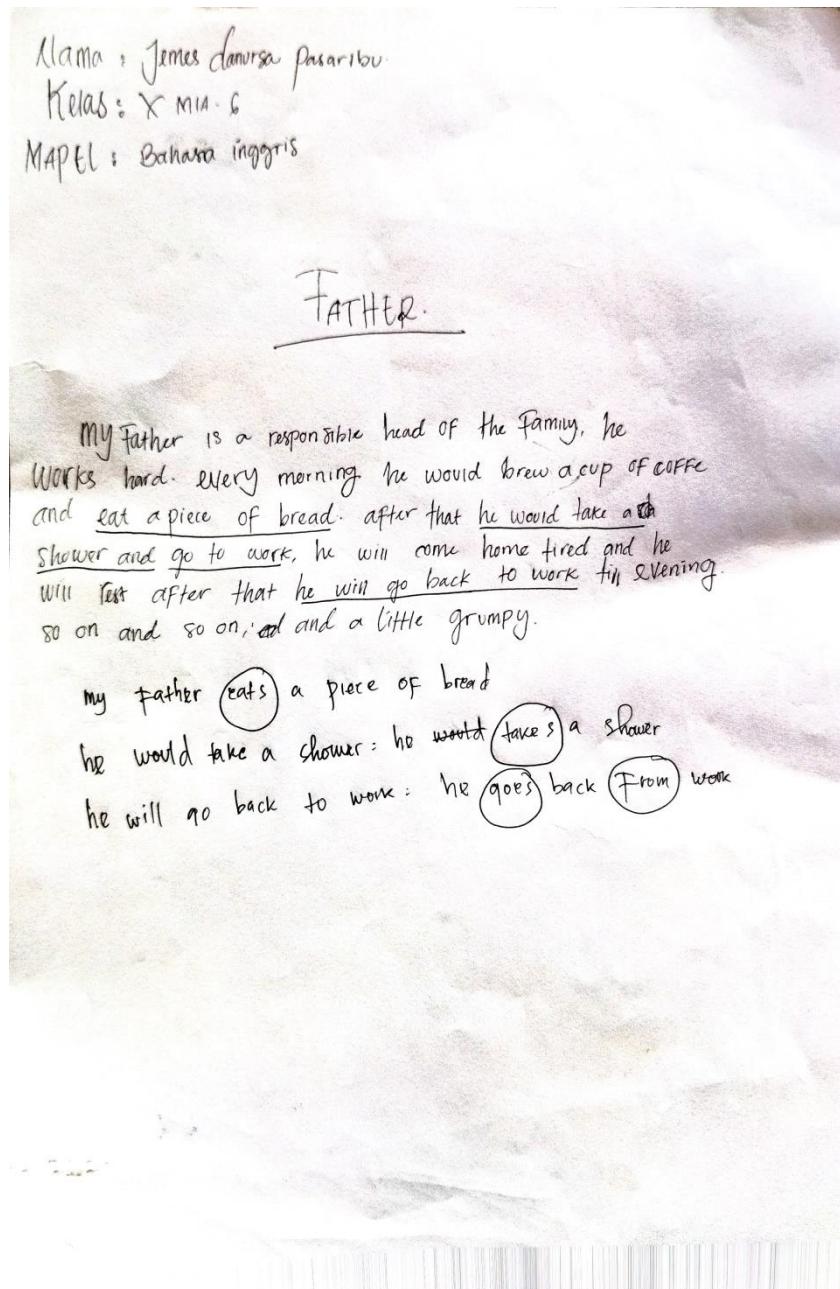 Nama : Jemes danursa pasaribu.
Kelas : X MIA. 6
MAPEL : Bahasa inggris
FATHER.
my Father is a responsible head of the Family, he
works hard. every morning he would brew a cup of coffe
and eat a piece of bread. after that he would take a
shower and go to work, he will come home tired and he
will rest after that he will go back to work till evening.
so on and so on, and a little grumpy.
my Father eats a piece of bread
he would take a shower : he would takes a shower
he will go back to work : he goes back From work